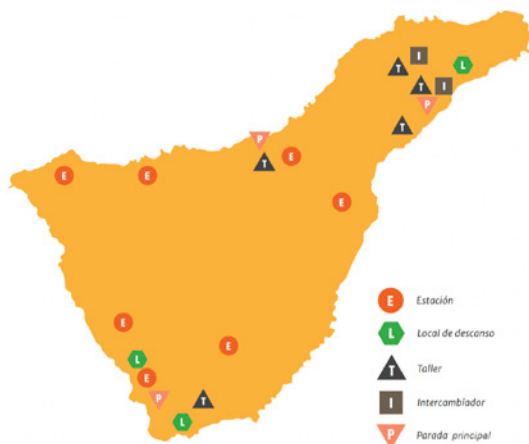 I
T
L
T
I
P
T
P
E
T
E
E
E
E
E
E
L
E
P
T
L
E Estación
L Local de descanso
T Taller
I Intercambiador
P Parada principal